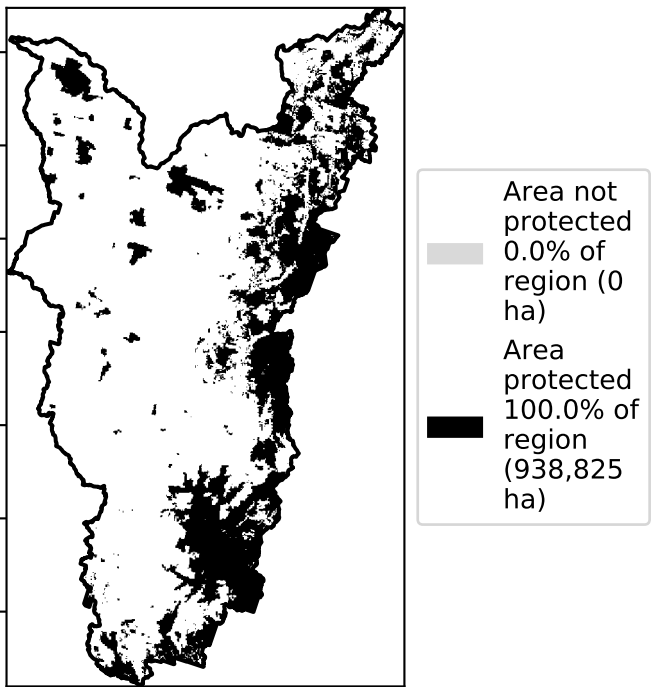 Area not
protected
0.0% of
region (0
ha)
Area
protected
100.0% of
region
(938,825
ha)